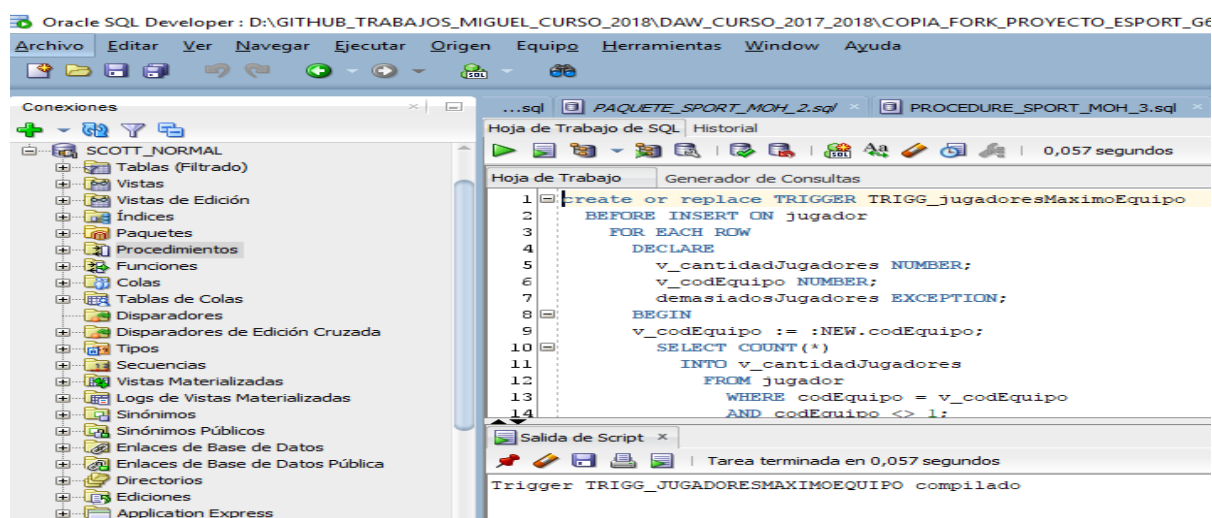 Oracle SQL Developer : D:\GITHUB_TRABAJOS_MIGUEL_CURSO_2018\DAW_CURSO_2017_2018\COPIA_FORK_PROYECTO_ESPORT_G6
Archivo Editar Ver Navegar Ejecutar Origen Equipo Herramientas Window Ayuda
Conexiones
SCOTT_NORMAL
Tablas (Filtrado)
Vistas
Vistas de Edición
Índices
Paquetes
Procedimientos
Funciones
Colas
Tablas de Colas
Disparadores
Disparadores de Edición Cruzada
Tipos
Secuencias
Vistas Materializadas
Logs de Vistas Materializadas
Sinónimos
Sinónimos Públicos
Enlaces de Base de Datos
Enlaces de Base de Datos Pública
Directorios
Ediciones
Application Express
...sql PAQUETE_SPORT_MOH_2.sql PROCEDURE_SPORT_MOH_3.sql
Hoja de Trabajo de SQL Historial
0,057 segundos
Hoja de Trabajo Generador de Consultas
1 create or replace TRIGGER TRIGG_jugadoresMaximoEquipo
2 BEFORE INSERT ON jugador
3 FOR EACH ROW
4 DECLARE
5 v_cantidadJugadores NUMBER;
6 v_codEquipo NUMBER;
7 demasiadosJugadores EXCEPTION;
8 BEGIN
9 v_codEquipo := :NEW.codEquipo;
10 SELECT COUNT(*)
11 INTO v_cantidadJugadores
12 FROM jugador
13 WHERE codEquipo = v_codEquipo
14 AND codEquipo <> 1;
Salida de Script
Tarea terminada en 0,057 segundos
Trigger TRIGG_JUGADORESMAXIMOEQUIPO compilado